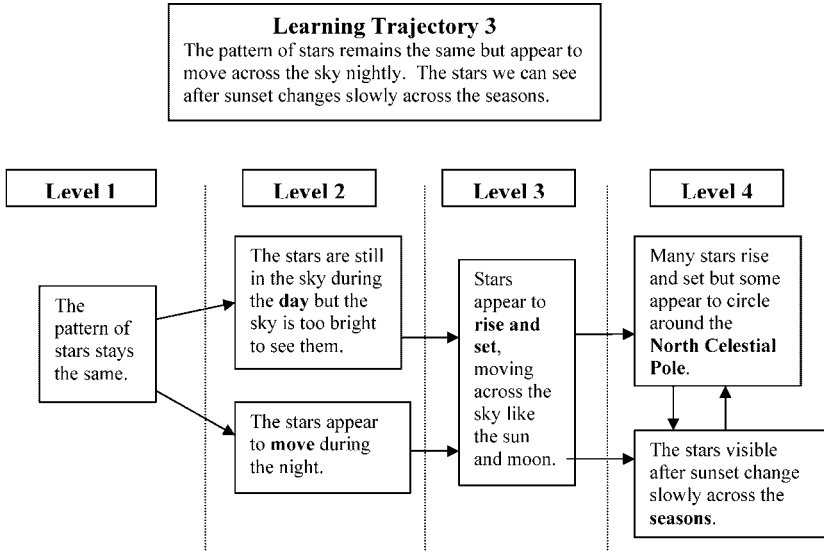 Learning Trajectory 3
The pattern of stars remains the same but appear to
move across the sky nightly. The stars we can see
after sunset changes slowly across the seasons.
Level 1
Level 2
Level 3
Level 4
The
pattern of
stars stays
the same.
The stars are still
in the sky during
the day but the
sky is too bright
to see them.
The stars appear
to move during
the night.
Stars
appear to
rise and
set,
moving
across the
sky like
the sun
and moon.
Many stars rise
and set but some
appear to circle
around the
North Celestial
Pole.
The stars visible
after sunset change
slowly across the
seasons.